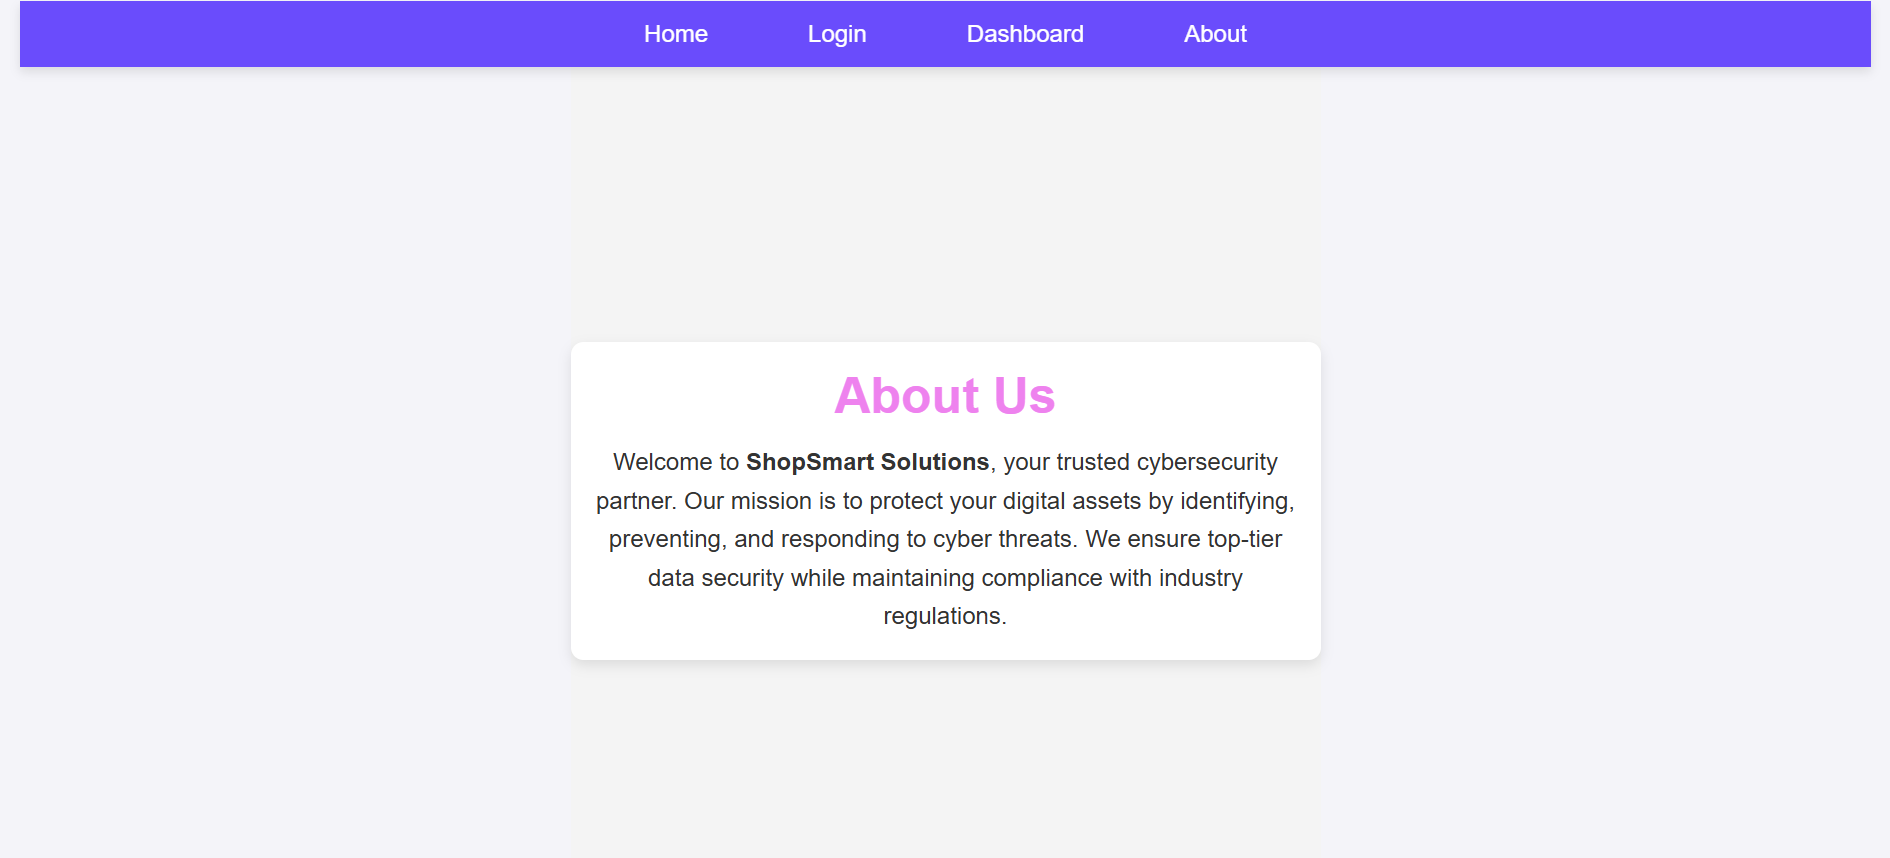 Home Login Dashboard About
About Us
Welcome to ShopSmart Solutions, your trusted cybersecurity
partner. Our mission is to protect your digital assets by identifying,
preventing, and responding to cyber threats. We ensure top-tier
data security while maintaining compliance with industry
regulations.